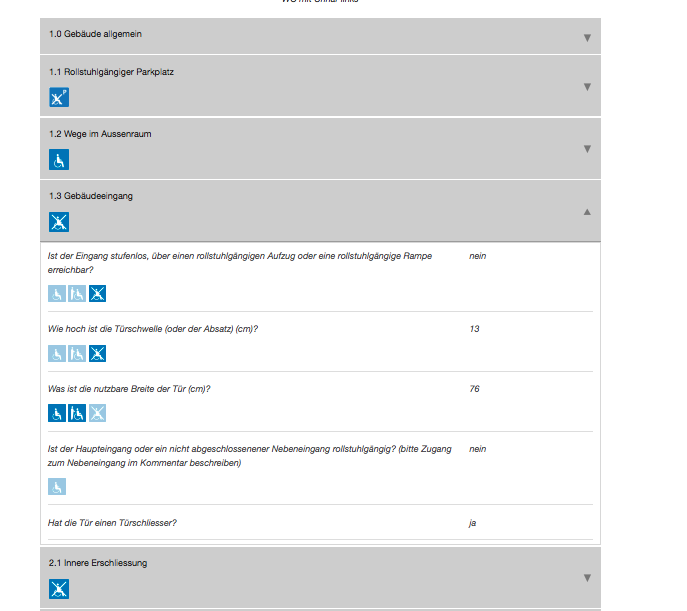 WC mit Urinal links
1.0 Gebäude allgemein
1.1 Rollstuhlgängiger Parkplatz
P
1.2 Wege im Aussenraum
1.3 Gebäudeeingang
Ist der Eingang stufenlos, über einen rollstuhlgängigen Aufzug oder eine rollstuhlgängige Rampe nein
erreichbar?
Wie hoch ist die Türschwelle (oder der Absatz) (cm)? 13
Was ist die nutzbare Breite der Tür (cm)? 76
Ist der Haupteingang oder ein nicht abgeschlossenener Nebeneingang rollstuhlgängig? (bitte Zugang nein
zum Nebeneingang im Kommentar beschreiben)
Hat die Tür einen Türschliesser? ja
2.1 Innere Erschliessung